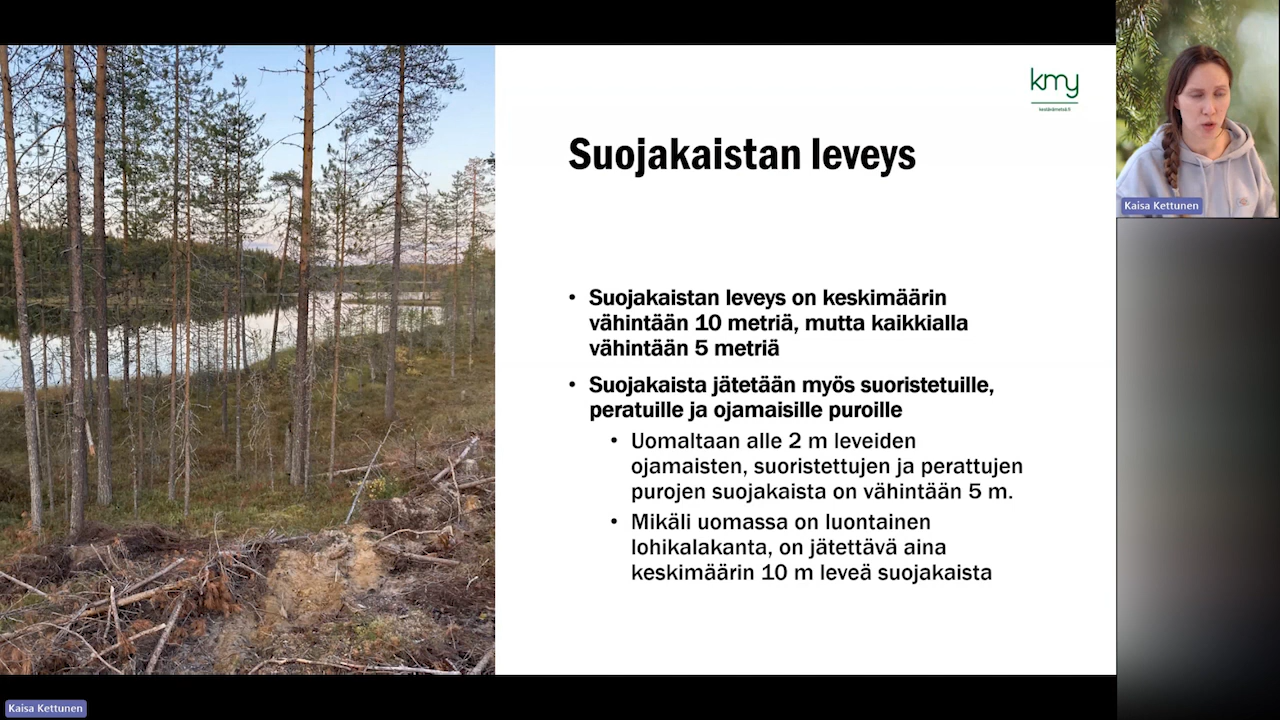 kmy
Suojakaistan leveys
• Suojakaistan leveys on keskimäärin
vähintään 10 metriä, mutta kaikkialla
vähintään 5 metriä
• Suojakaista jätetään myös suoristetuille,
peratuille ja ojamaisille puroille
• Uomaltaan alle 2 m leveiden
ojamaisten, suoristettujen ja perattujen
purojen suojakaista on vähintään 5 m.
• Mikäli uomassa on luontainen
lohikalakanta, on jätettävä aina
keskimäärin 10 m leveä suojakaista
Kaisa Kettunen
Kaisa Kettunen